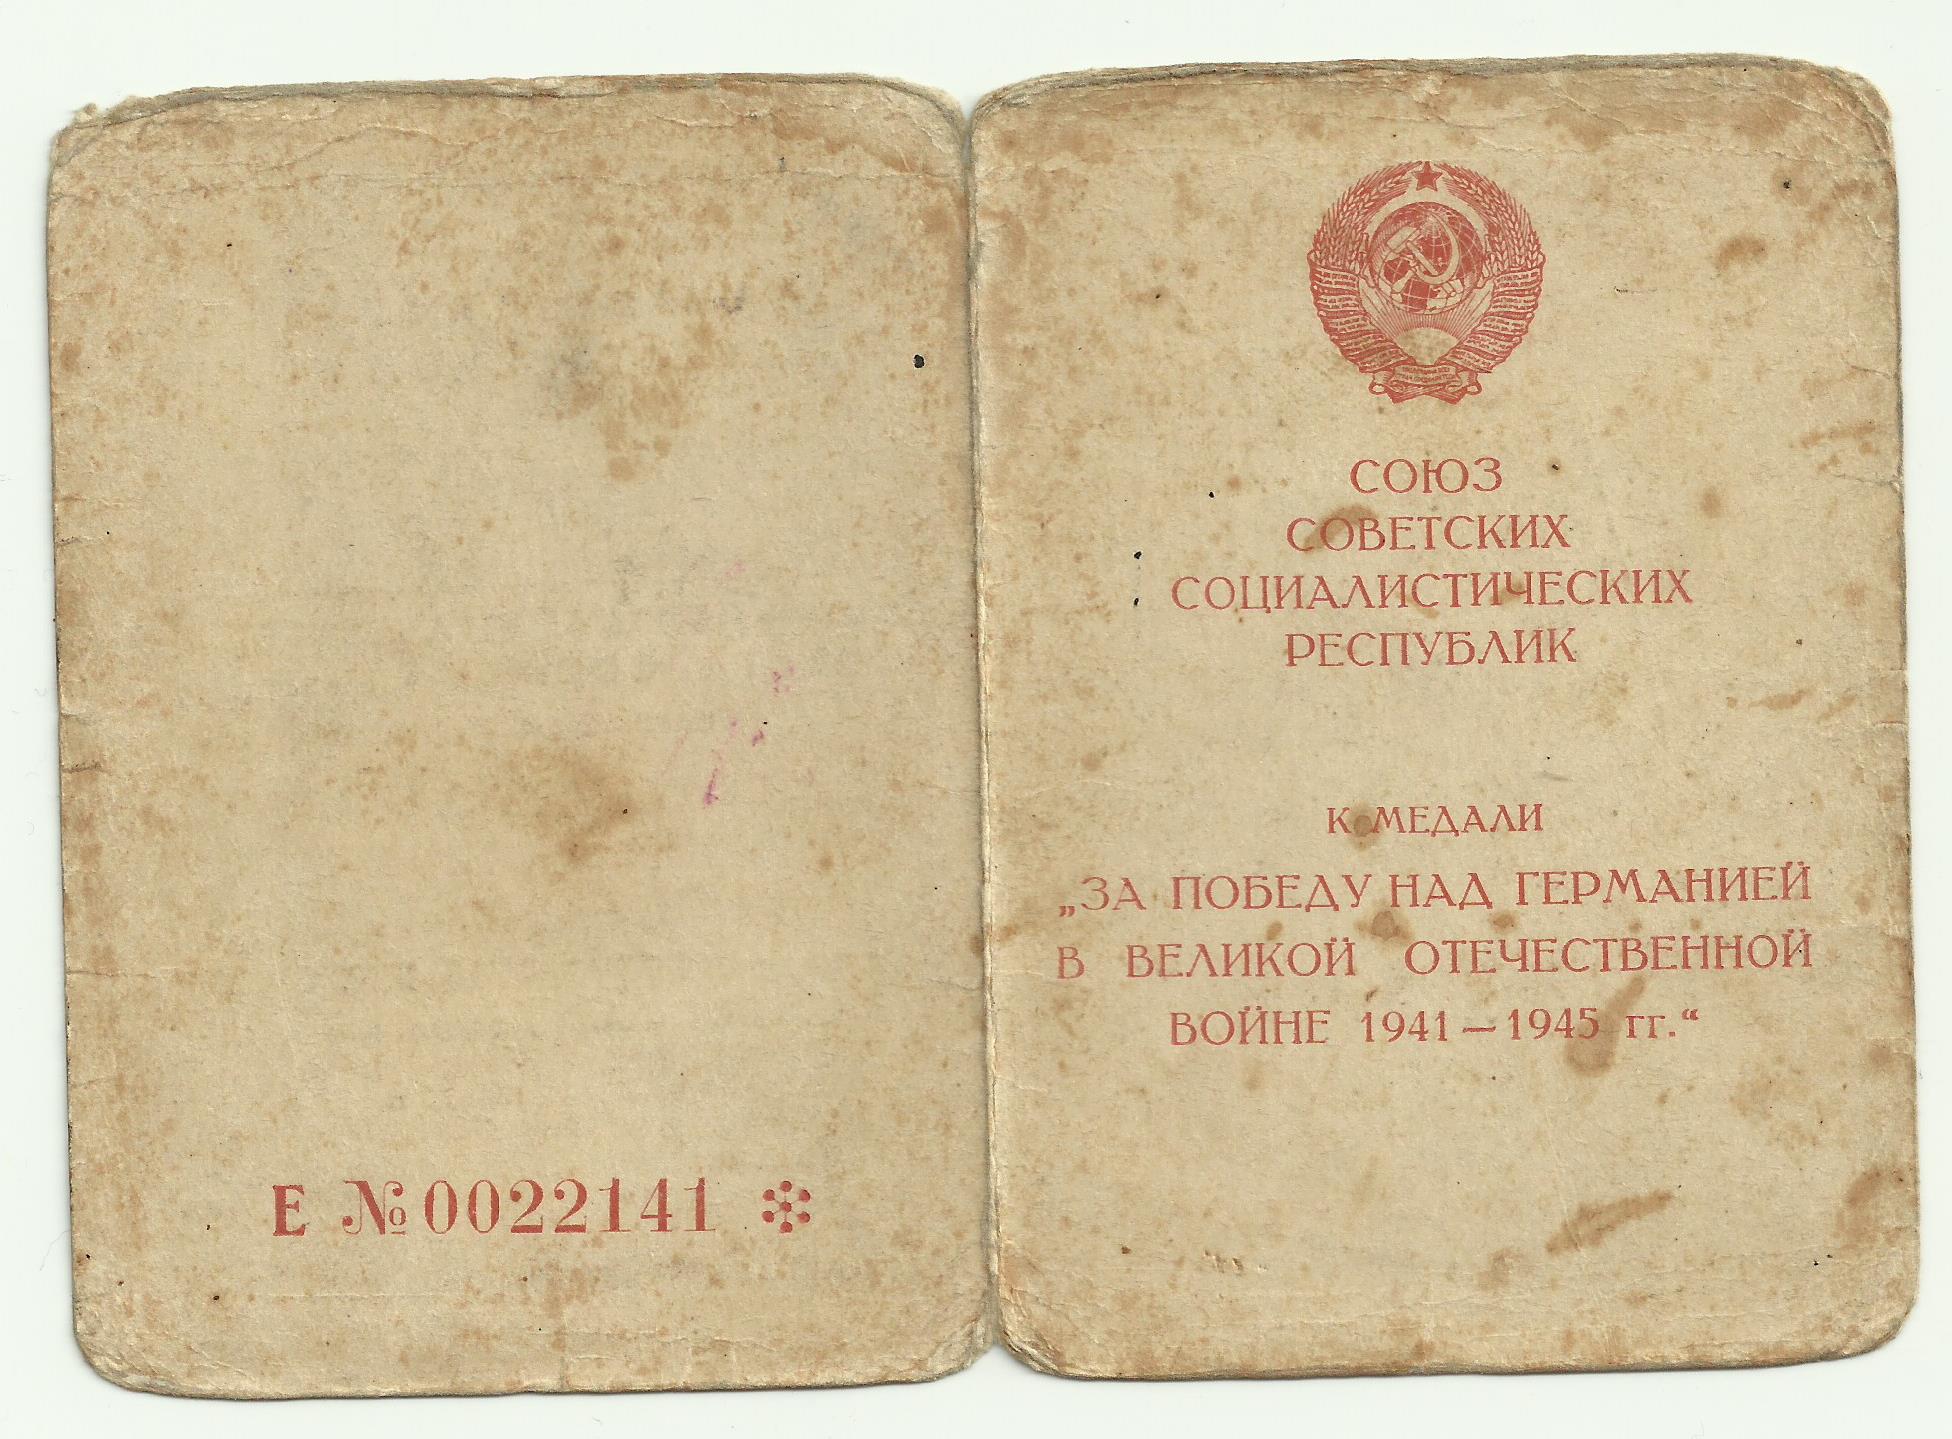 Е №0022141
СОЮЗ
СОВЕТСКИХ
СОЦИАЛИСТИЧЕСКИХ
РЕСПУБЛИК
К МЕДАЛИ
„ЗА ПОБЕДУ НАД ГЕРМАНИЕЙ
В ВЕЛИКОЙ ОТЕЧЕСТВЕННОЙ
ВОЙНЕ 1941—1945 гг.“